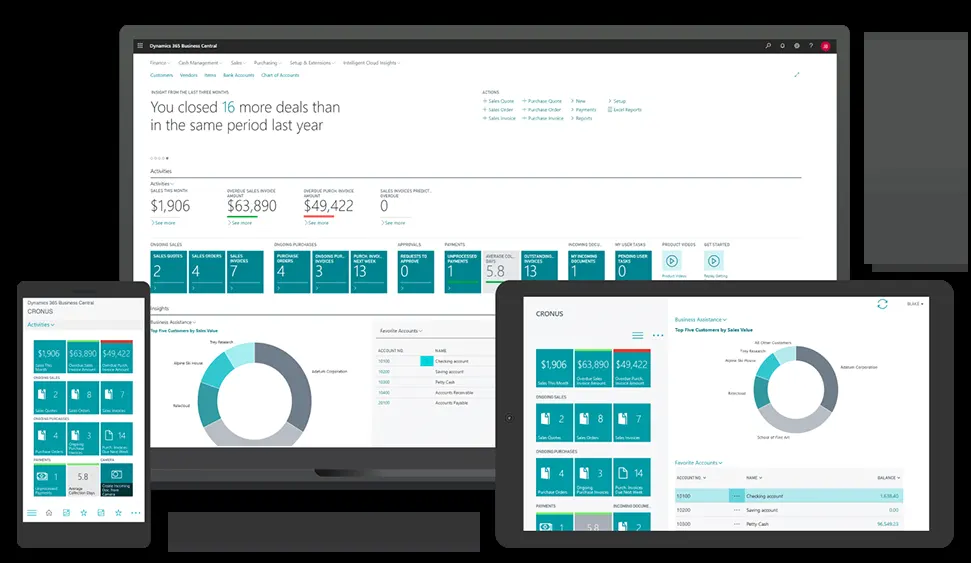 Dynamics 365 Business Central
Finance Cash Management Sales Purchasing Setup & Extensions Intelligent Cloud Insights
Customers Vendors Items Bank Accounts Chart of Accounts
INSIGHT FROM THE LAST THREE MONTHS
You closed 16 more deals than
in the same period last year
ACTIONS
+ Sales Quote + Purchase Quote > New > Setup
+ Sales Order + Purchase Order > Payments Excel Reports
+ Sales Invoice + Purchase Invoice > Reports
Activities
Activities
SALES THIS MONTH
$1,906
> See more
OVERDUE SALES INVOICE
AMOUNT
$63,890
> See more
OVERDUE PURCH. INVOICE
AMOUNT
$49,422
> See more
SALES INVOICES PREDICT...
OVERDUE
0
> See more
ONGOING SALES ONGOING PURCHASES APPROVALS PAYMENTS INCOMING DOCU... MY USER TASKS PRODUCT VIDEOS GET STARTED
SALES QUOTES
2
SALES ORDERS
4
SALES
INVOICES
7
PURCHASE
ORDERS
4
ONGOING PUR...
INVOICES
3
PURCH. INVOI...
NEXT WEEK
13
REQUESTS TO
APPROVE
0
UNPROCESSED
PAYMENTS
1
AVERAGE COL...
DAYS
5.8
OUTSTANDING...
INVOICES
13
MY INCOMING
DOCUMENTS
1
PENDING USER
TASKS
0
Product Videos
Replay Getting
Insights
Business Assistance
Top Five Customers by Sales Value
Trey Research
Alpine Ski House
Relecloud
Adatum Corporation
Favorite Accounts
ACCOUNT NO. NAME
10100 Checking account
10200 Saving account
10300 Petty Cash
10400 Accounts Receivable
20100 Accounts Payable
Dynamics 365 Business Central
CRONUS
Activities
$1,906
Sales This
Month
$63,890
Overdue Sales
Invoice Amount
$49,422
Overdue Purch.
Invoice Amount
ONGOING SALES
2
Sales Quotes
8
Sales Orders
7
Sales Invoices
ONGOING PURCHASES
4
Purchase Orders
3
Ongoing
Purchase
Invoices
14
Purch. Invoices
Due Next Week
PAYMENTS CAMERA
1
Unprocessed
Payments
5.8
Average
Collection Days
Create Incoming
Doc. from
Camera
CRONUS
BLAKE
$1,906
Sales This Month
$63,890
Overdue Sales
Invoice Amount
$49,422
Overdue Purch.
Invoice Amount
ONGOING SALES
2
Sales Quotes
8
Sales Orders
7
Sales Invoices
ONGOING PURCHASES
4
Purchase Orders
3
Ongoing
Purchase Invoices
14
Purch. Invoices
Due Next Week
PAYMENTS INCOMING DOCUME...
1
5.8
2
Business Assistance
Top Five Customers by Sales Value
All Other Customers
Trey Research
Alpine Ski House
Relecloud
Adatum Corporation
School of Fine Art
Favorite Accounts
ACCOUNT NO. NAME BALANCE
10100 Checking account 1,636.40
10200 Saving account 0.00
10300 Petty Cash